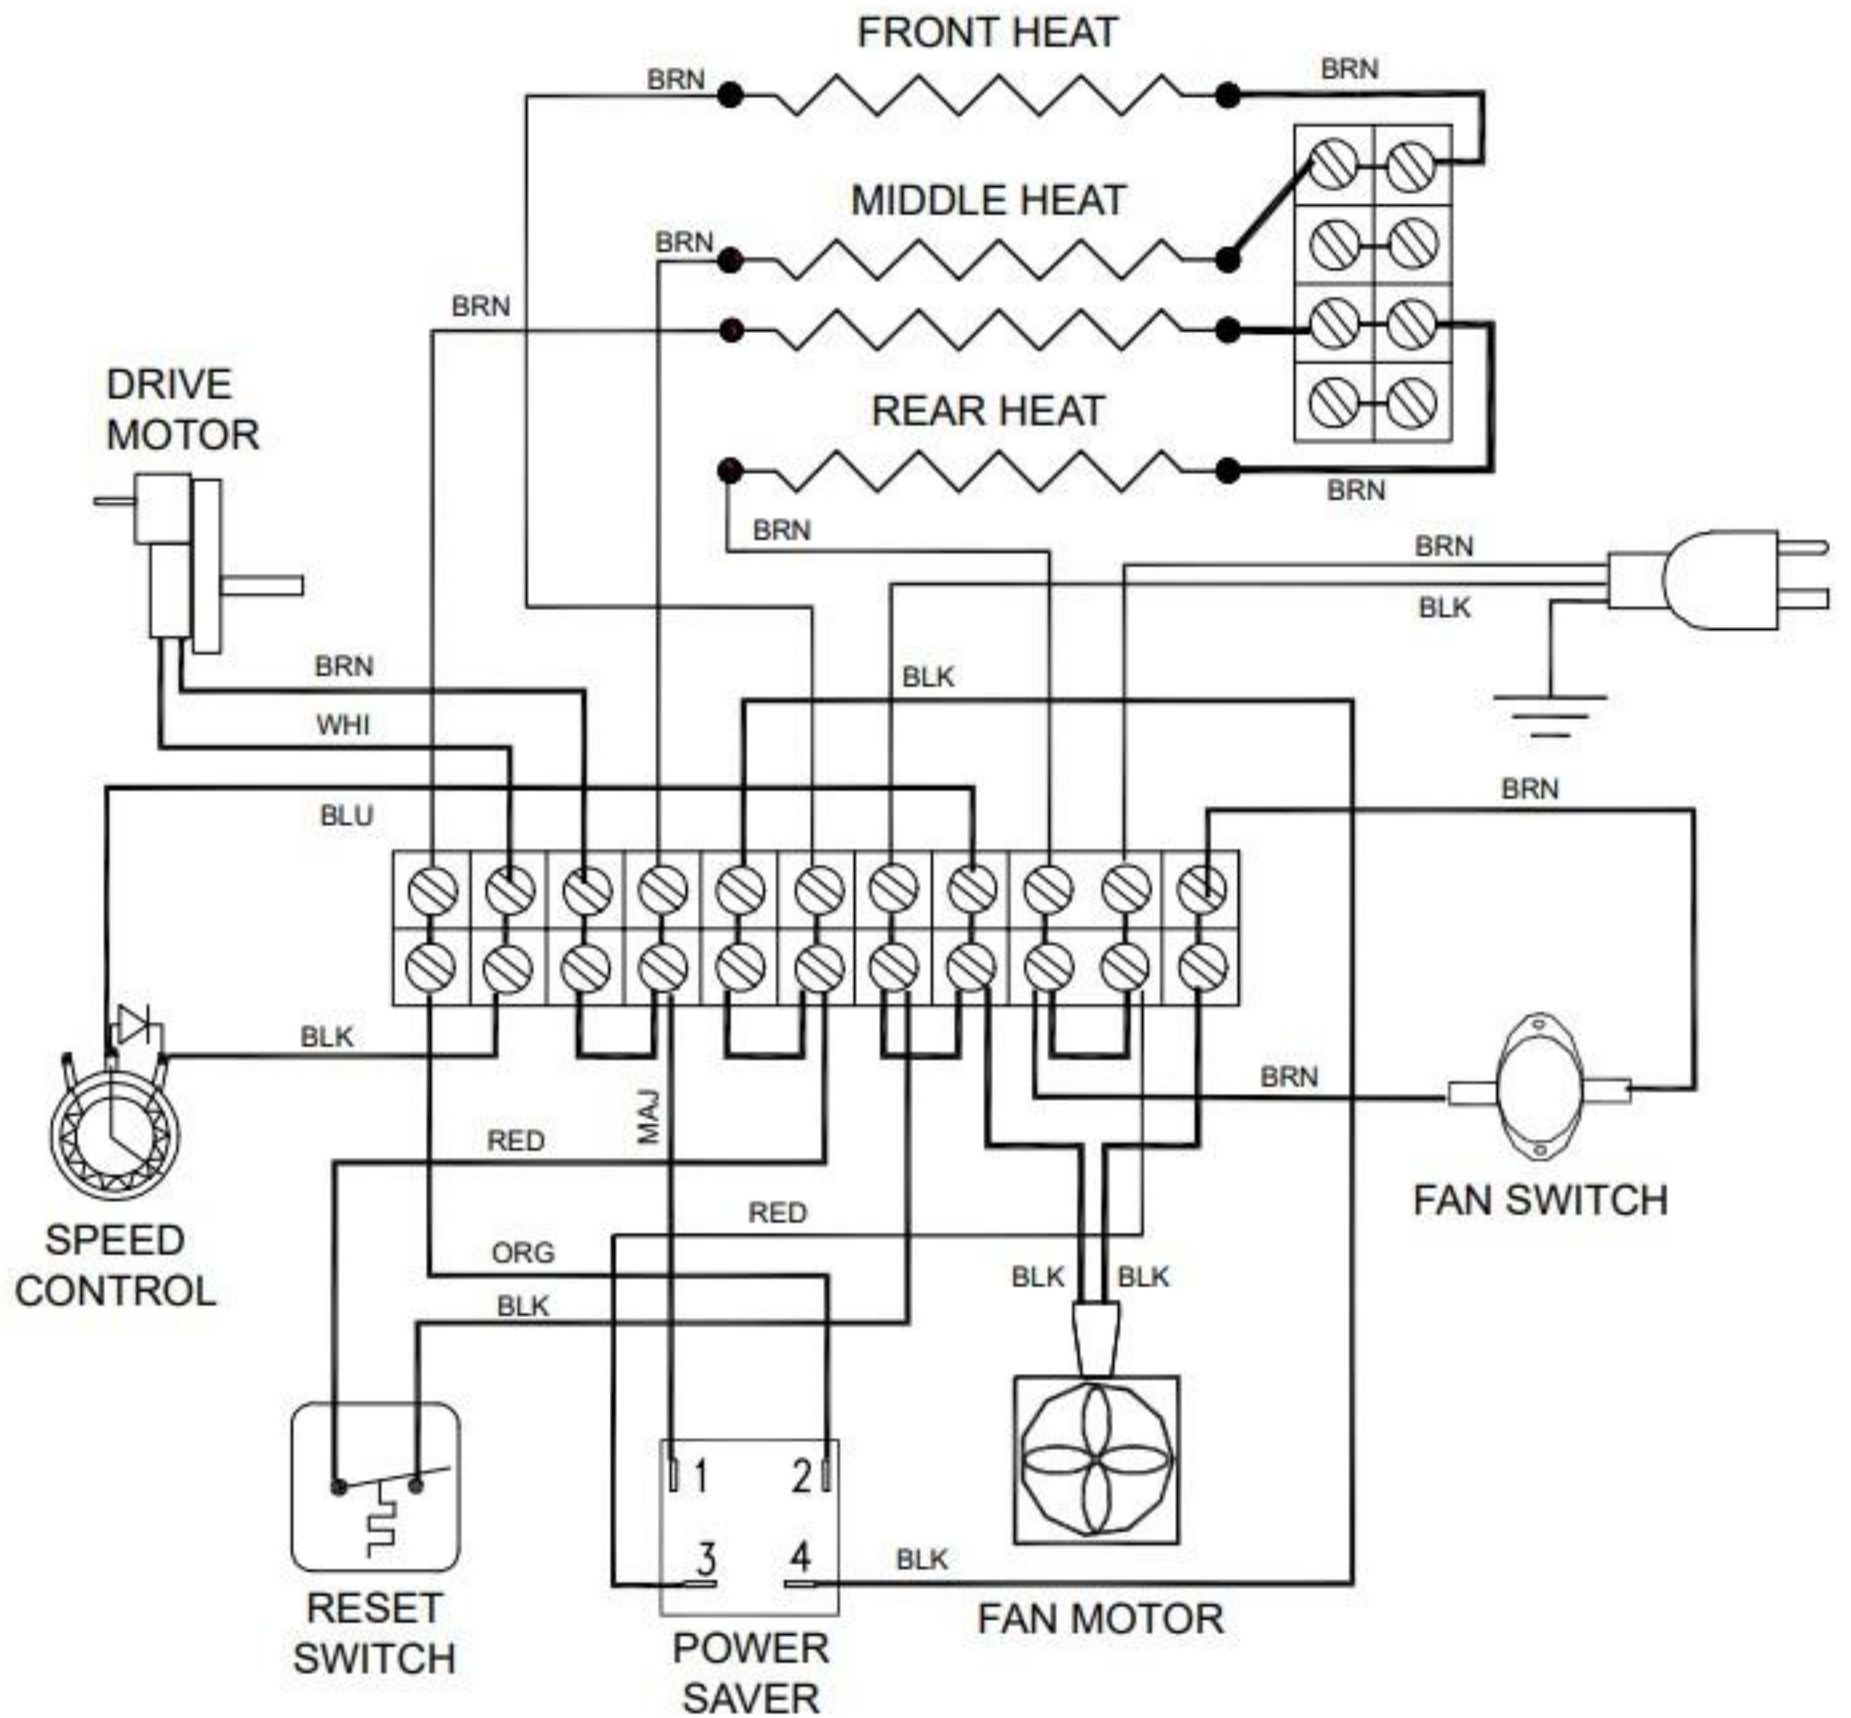 FRONT HEAT
BRN
BRN
MIDDLE HEAT
BRN
BRN
DRIVE
MOTOR
REAR HEAT
BRN
BRN
BRN
BLK
BRN
BLK
WHI
BRN
BLU
BLK
BRN
MAJ
RED
FAN SWITCH
SPEED
CONTROL
RED
ORG
BLK
BLK
BLK
1
2
3
4
BLK
RESET
SWITCH
FAN MOTOR
POWER
SAVER